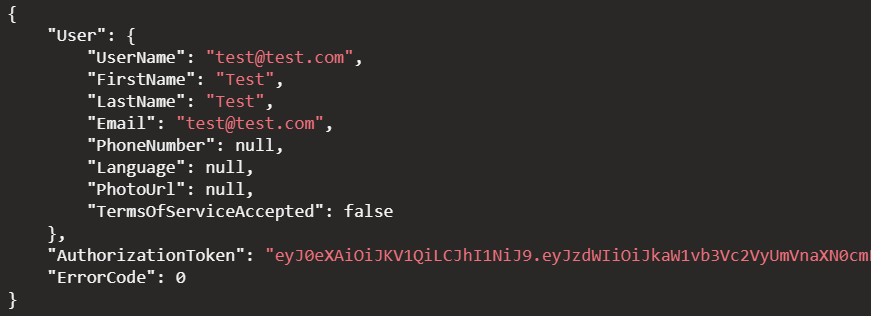 {
    "User": {
        "UserName": "test@test.com",
        "FirstName": "Test",
        "LastName": "Test",
        "Email": "test@test.com",
        "PhoneNumber": null,
        "Language": null,
        "PhotoUrl": null,
        "TermsOfServiceAccepted": false
    },
    "AuthorizationToken": "eyJ0eXAiOiJKV1QiLCJhI1NiJ9.eyJzdWIiOiJkaW1vb3Vc2VyUmVnaXN0cm
    "ErrorCode": 0
}